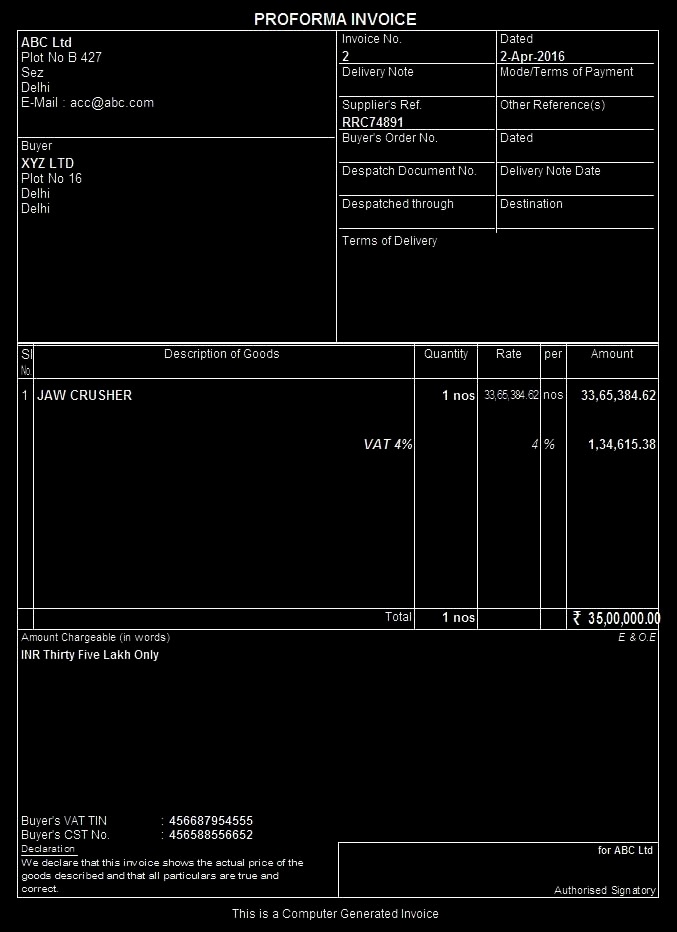 PROFORMA INVOICE
ABC Ltd
Plot No B 427
Sez
Delhi
E-Mail : acc@abc.com
Invoice No.
2
Dated
2-Apr-2016
Delivery Note
Mode/Terms of Payment
Supplier's Ref.
RRC74891
Other Reference(s)
Buyer
XYZ LTD
Plot No 16
Delhi
Delhi
Buyer's Order No.
Dated
Despatch Document No.
Delivery Note Date
Despatched through
Destination
Terms of Delivery
Sl No. Description of Goods Quantity Rate per Amount
1 JAW CRUSHER 1 nos 33,65,384.62 nos 33,65,384.62
VAT 4% 4 % 1,34,615.38
Total 1 nos ₹ 35,00,000.00
Amount Chargeable (in words) E. & O.E
INR Thirty Five Lakh Only
Buyer's VAT TIN : 456687954555
Buyer's CST No. : 456588556652
Declaration
We declare that this invoice shows the actual price of the
goods described and that all particulars are true and
correct.
for ABC Ltd
Authorised Signatory
This is a Computer Generated Invoice